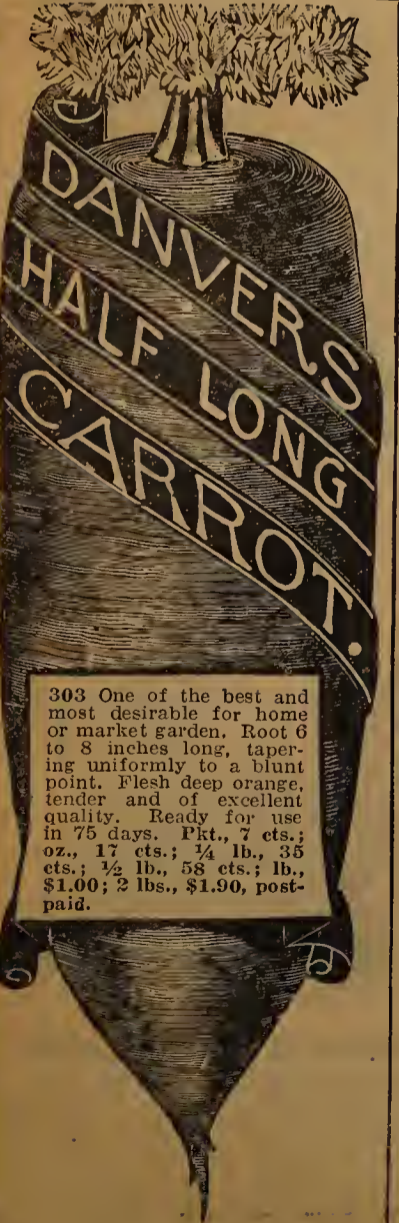 DANVERS
HALF LONG
CARROT.
303 One of the best and
most desirable for home
or market garden. Root 6
to 8 inches long, taper-
ing uniformly to a blunt
point. Flesh deep orange,
tender and of excellent
quality. Ready for use
in 75 days. Pkt., 7 cts.;
oz., 17 cts.; ¼ lb., 35
cts.; ½ lb., 58 cts.; lb.,
$1.00; 2 lbs., $1.90, post-
paid.